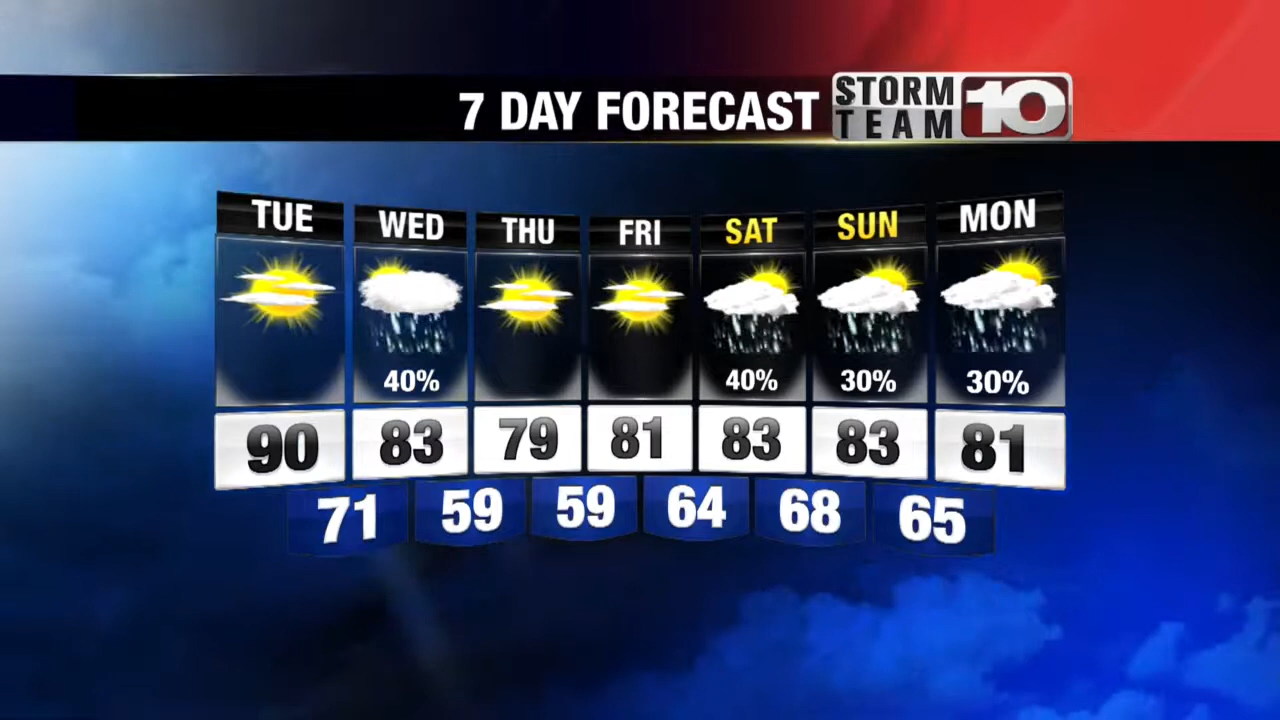 7 DAY FORECAST STORM TEAM 10
TUE WED THU FRI SAT SUN MON
40% 40% 30% 30%
90 83 79 81 83 83 81
71 59 59 64 68 65